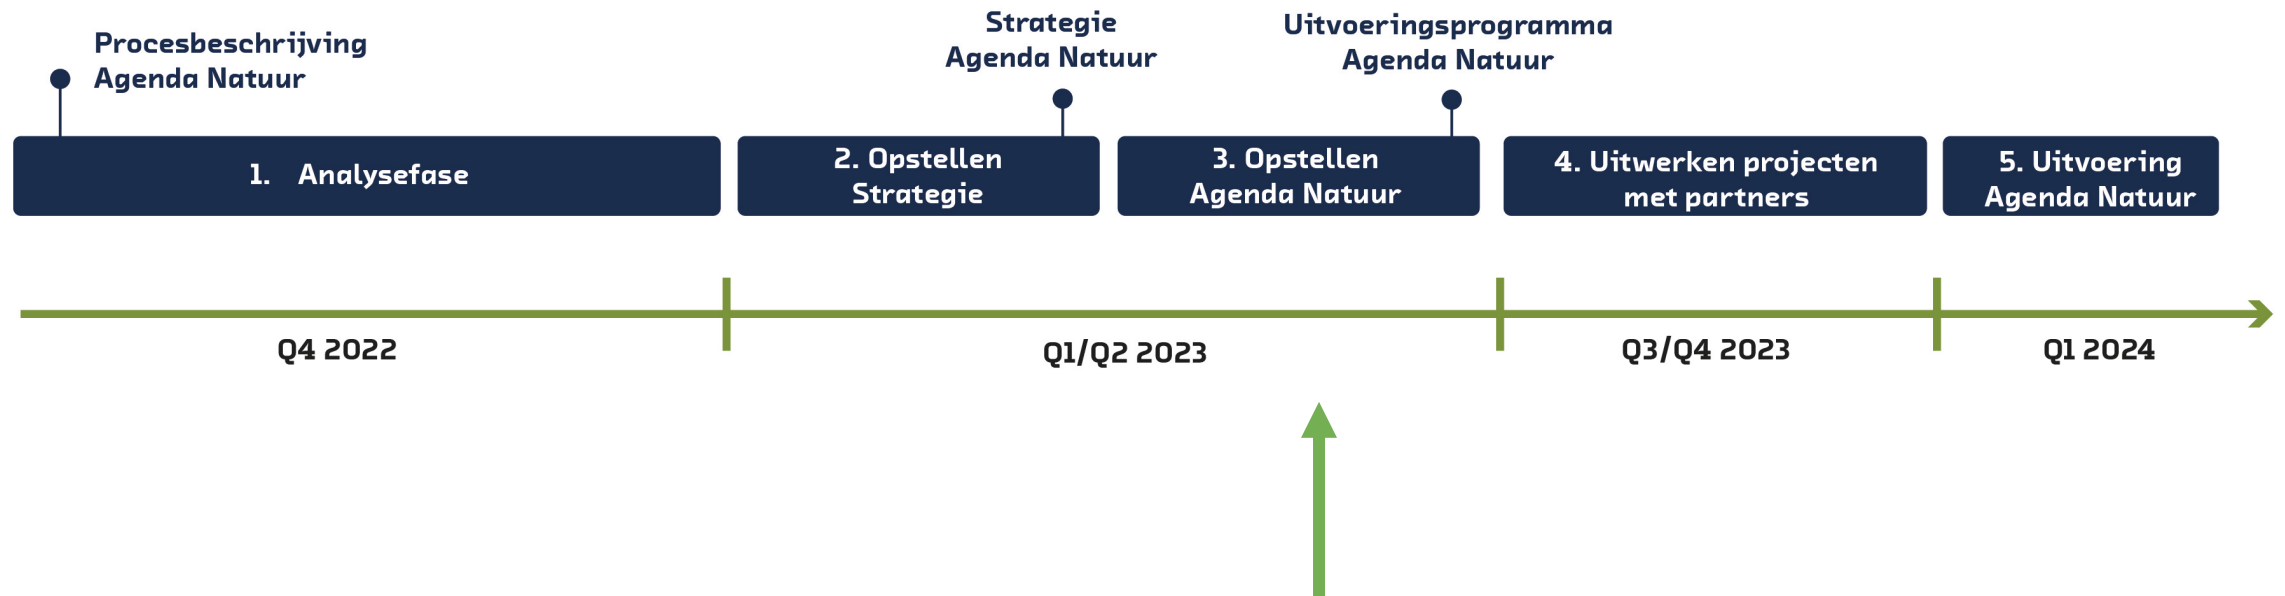 Procesbeschrijving
Agenda Natuur
Strategie
Agenda Natuur
Uitvoeringsprogramma
Agenda Natuur
1. Analysefase
2. Opstellen
Strategie
3. Opstellen
Agenda Natuur
4. Uitwerken projecten
met partners
5. Uitvoering
Agenda Natuur
Q4 2022
Q1/Q2 2023
Q3/Q4 2023
Q1 2024